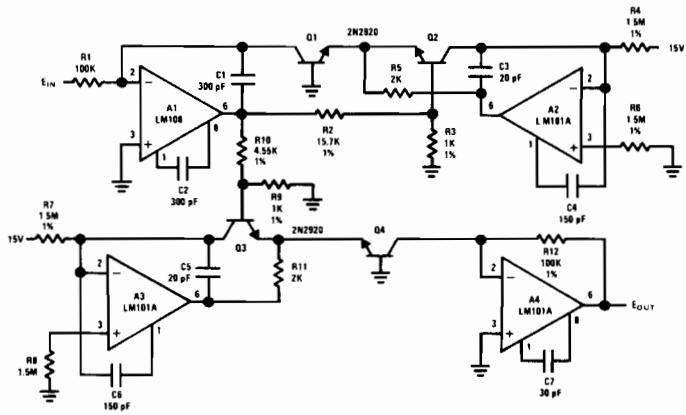 R1
100K
E_IN
2
3
A1
LM108
6
8
1
C2
300 pF
C1
300 pF
Q1
2N2920
Q2
R5
2K
R2
15.7K
1%
R3
1K
1%
C3
20 pF
6
A2
LM101A
2
3
1
C4
150 pF
R4
1.5M
1%
15V
R6
1.5M
1%
R10
4.55K
1%
R9
1K
1%
R7
1.5M
1%
15V
Q3
2N2920
Q4
C5
20 pF
R11
2K
2
3
A3
LM101A
6
1
R8
1.5M
C6
150 pF
R12
100K
1%
2
3
A4
LM101A
6
8
1
C7
30 pF
E_OUT